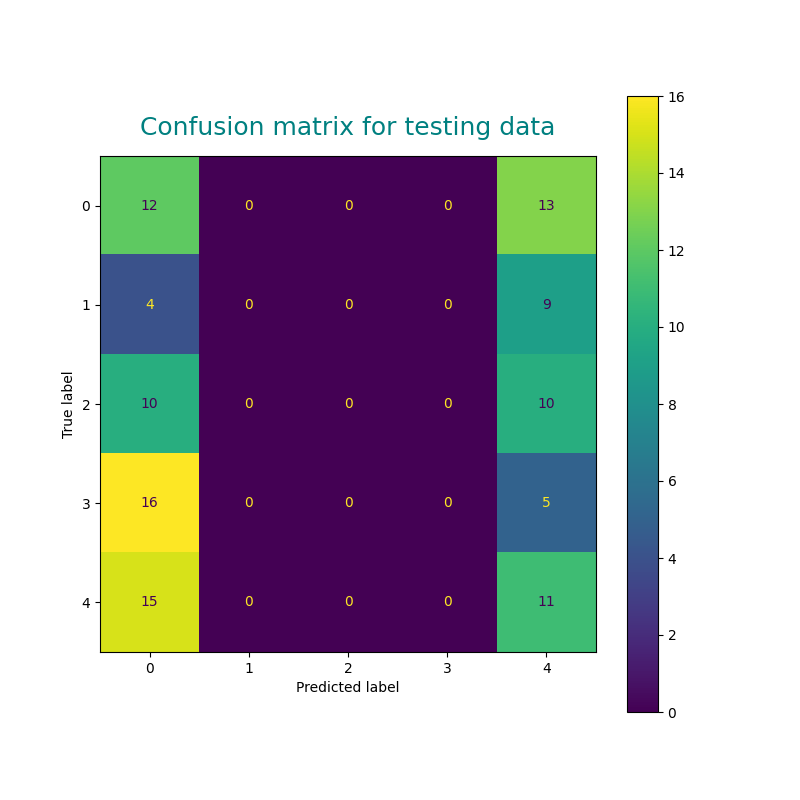 Confusion matrix for testing data
0 12 0 0 0 13
1 4 0 0 0 9
2 10 0 0 0 10
3 16 0 0 0 5
4 15 0 0 0 11
0 1 2 3 4
Predicted label
True label
16
14
12
10
8
6
4
2
0